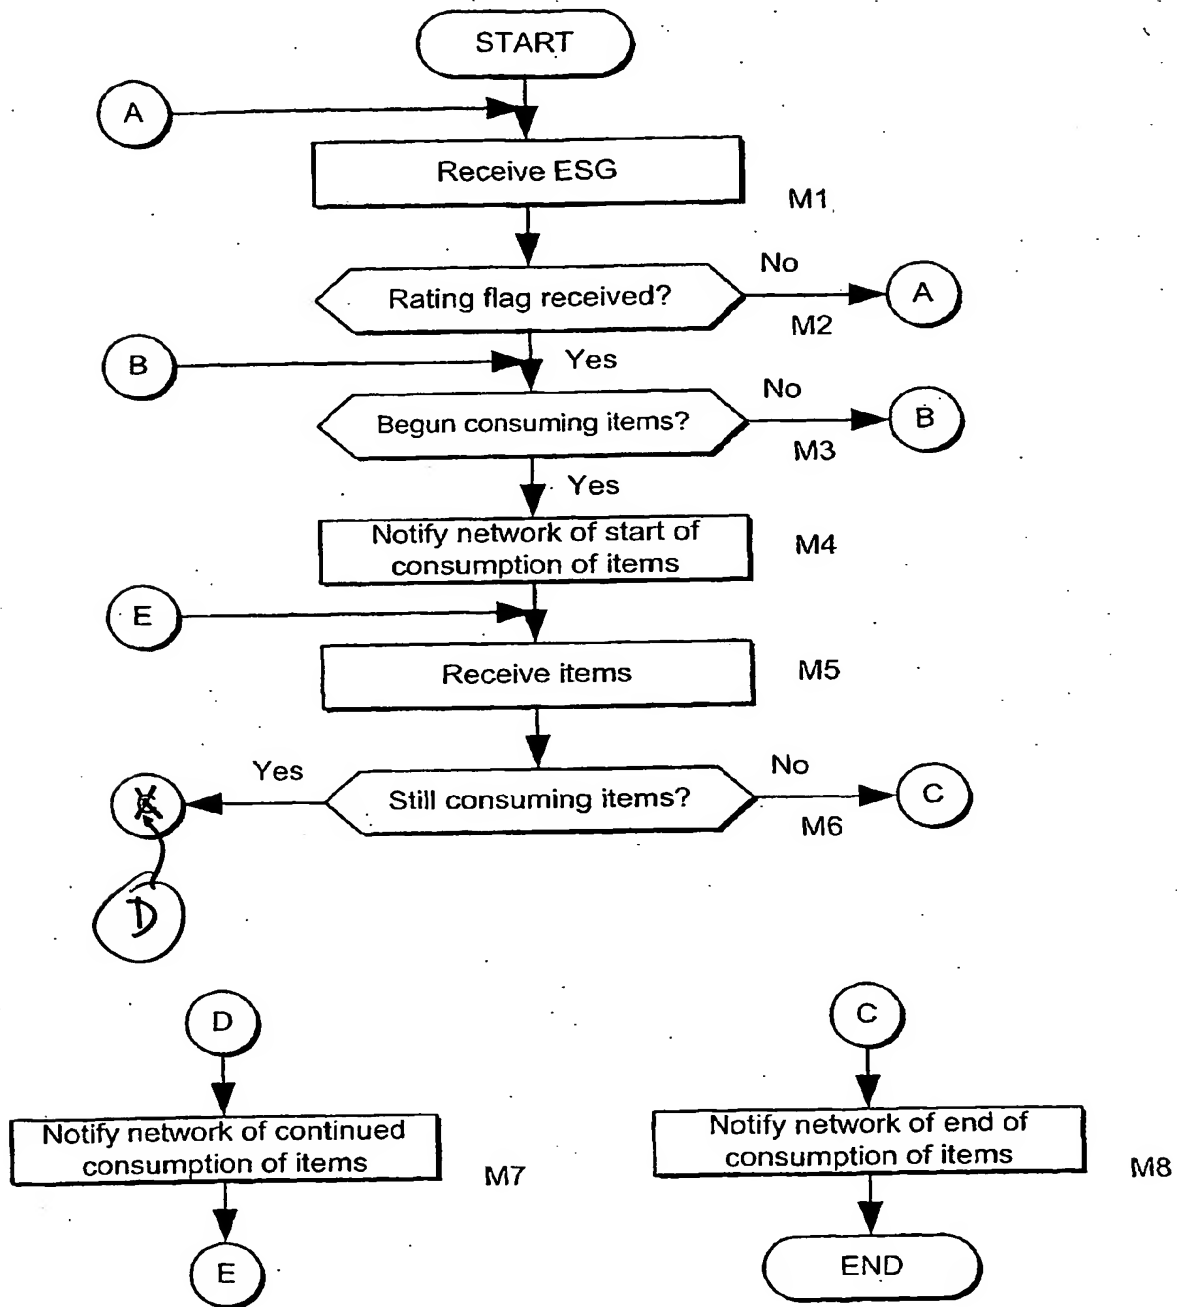 START
A
Receive ESG
M1
Rating flag received?
No
A
M2
B
Yes
Begun consuming items?
No
B
M3
Yes
Notify network of start of
consumption of items
M4
E
Receive items
M5
Yes
Still consuming items?
No
C
M6
D
D
C
Notify network of continued
consumption of items
M7
Notify network of end of
consumption of items
M8
E
END